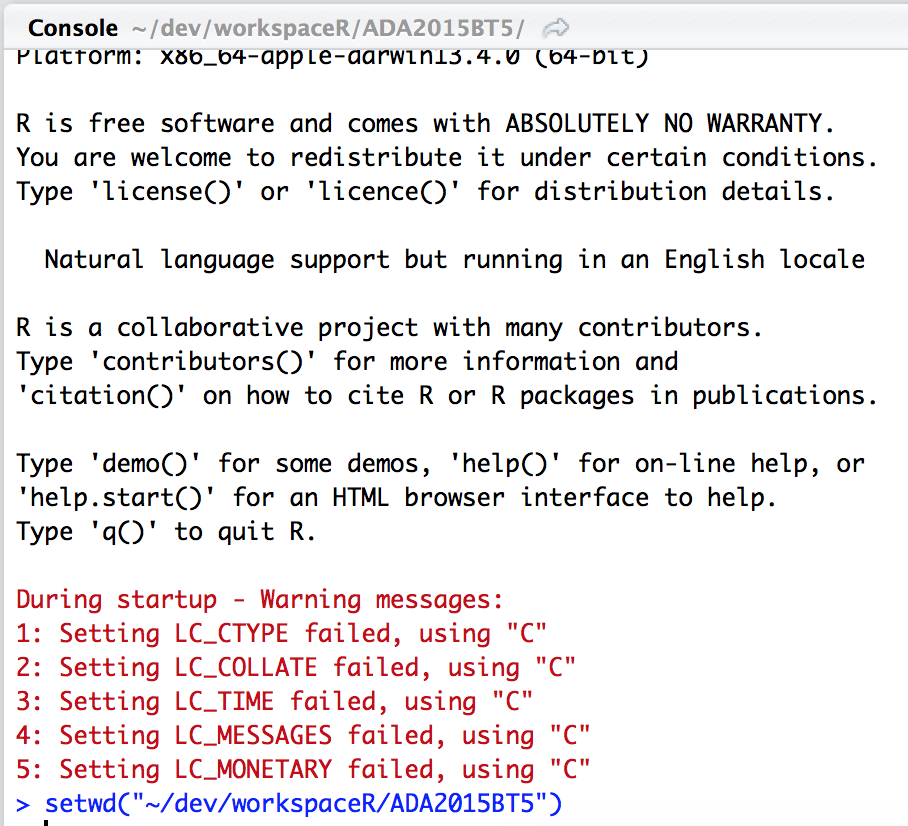 Console ~/dev/workspaceR/ADA2015BT5/
Platform: x86_64-apple-darwin13.4.0 (64-bit)
R is free software and comes with ABSOLUTELY NO WARRANTY.
You are welcome to redistribute it under certain conditions.
Type 'license()' or 'licence()' for distribution details.
Natural language support but running in an English locale
R is a collaborative project with many contributors.
Type 'contributors()' for more information and
'citation()' on how to cite R or R packages in publications.
Type 'demo()' for some demos, 'help()' for on-line help, or
'help.start()' for an HTML browser interface to help.
Type 'q()' to quit R.
During startup - Warning messages:
1: Setting LC_CTYPE failed, using "C"
2: Setting LC_COLLATE failed, using "C"
3: Setting LC_TIME failed, using "C"
4: Setting LC_MESSAGES failed, using "C"
5: Setting LC_MONETARY failed, using "C"
> setwd("~/dev/workspaceR/ADA2015BT5")